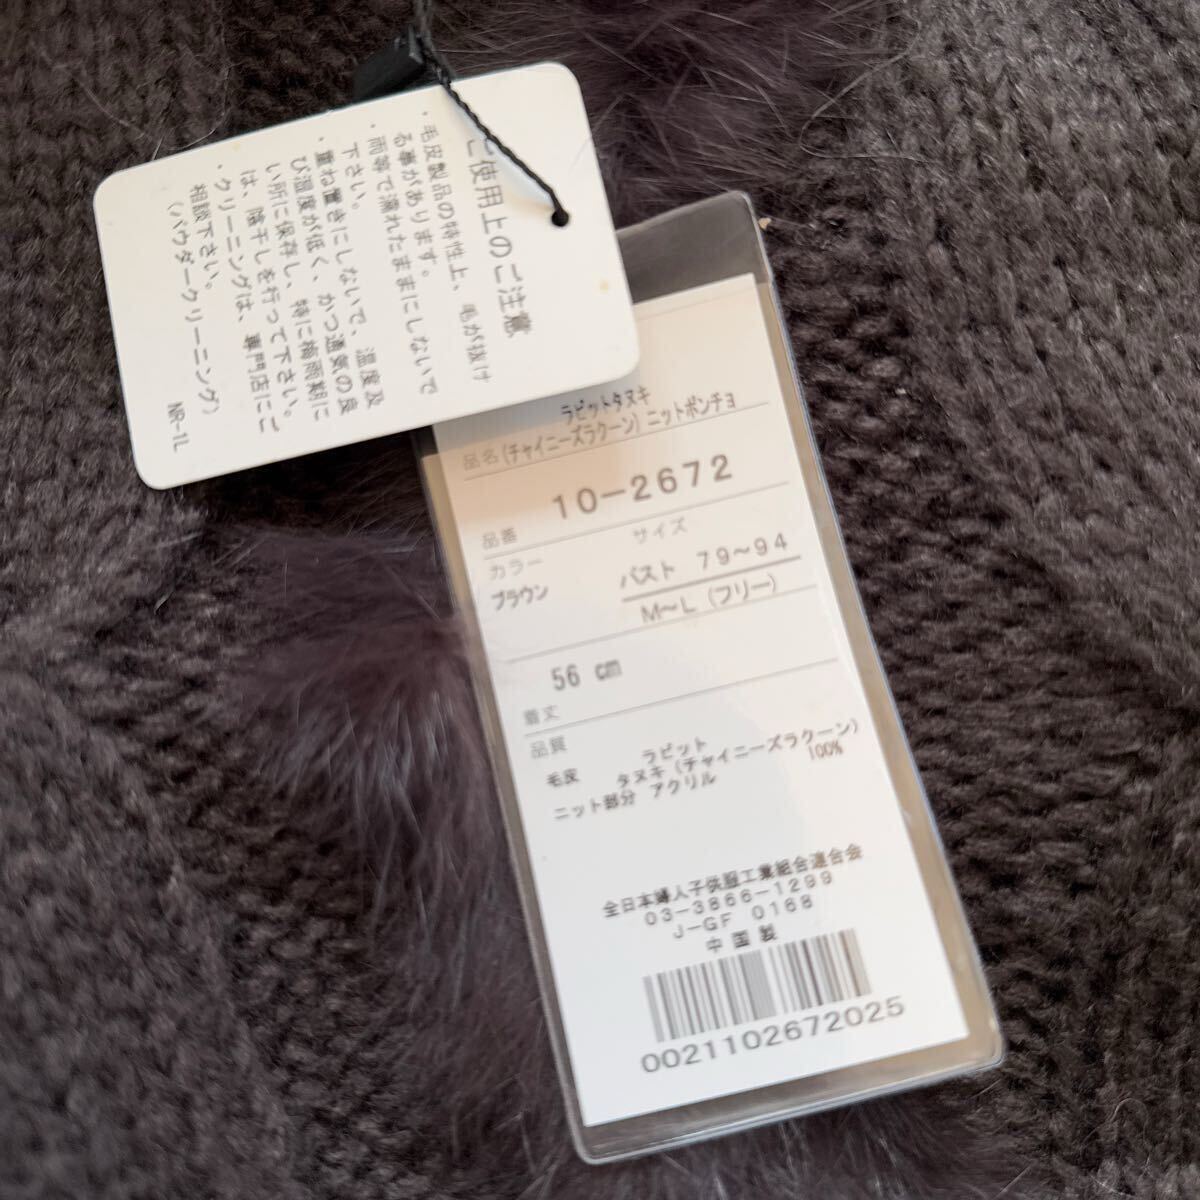 ご使用上のご注意
・毛皮製品の特性上、毛が抜け
る事があります。
・雨等で濡れたままにしないで
下さい。
・重ね置きにしないで、温度及
び湿度が低く、かつ通気の良
い所に保存し、特に梅雨期に
は、陰干しを行って下さい。
・クリーニングは、専門店にご
相談下さい。
（パウダークリーニング）
NR-1L
ラビットタヌキ
品名 (チャイニーズラクーン) ニットポンチョ
10-2672
品番
カラー サイズ
ブラウン バスト 79〜94
M〜L (フリー)
56 cm
着丈
品質
毛皮 ラビット
タヌキ (チャイニーズラクーン)
ニット部分 アクリル 100%
全日本婦人子供服工業組合連合会
03-3866-1299
J-GF 0168
中国製
0021102672025